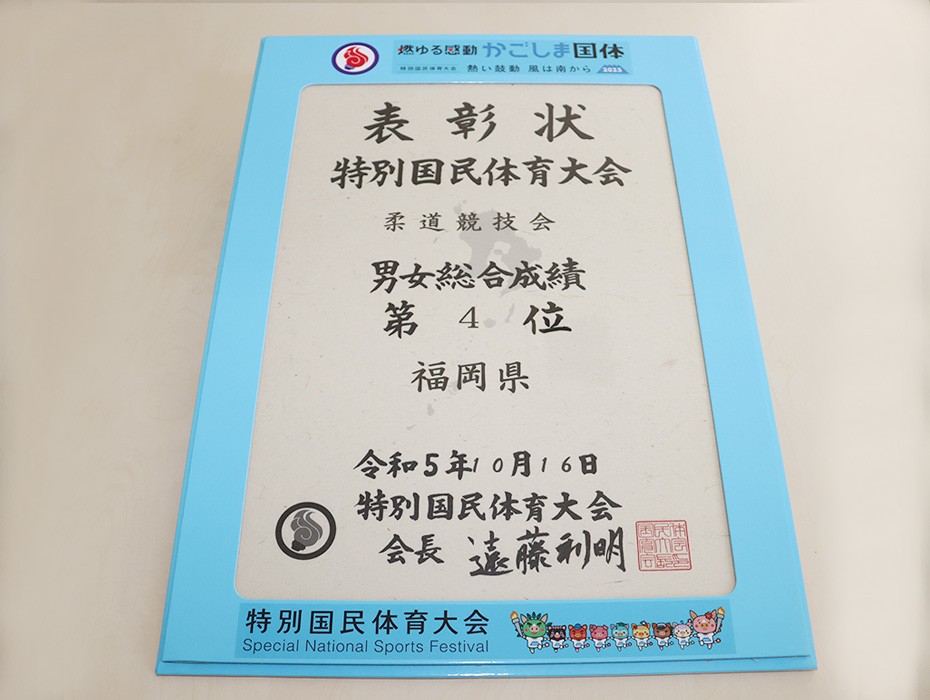 燃ゆる感動 かごしま国体
特別国民体育大会 熱い鼓動 風は南から 2023
表彰状
特別国民体育大会
柔道競技会
男女総合成績
第 4 位
福岡県
令和5年10月16日
特別国民体育大会
会長 遠藤利明
特別国民体育大会
Special National Sports Festival